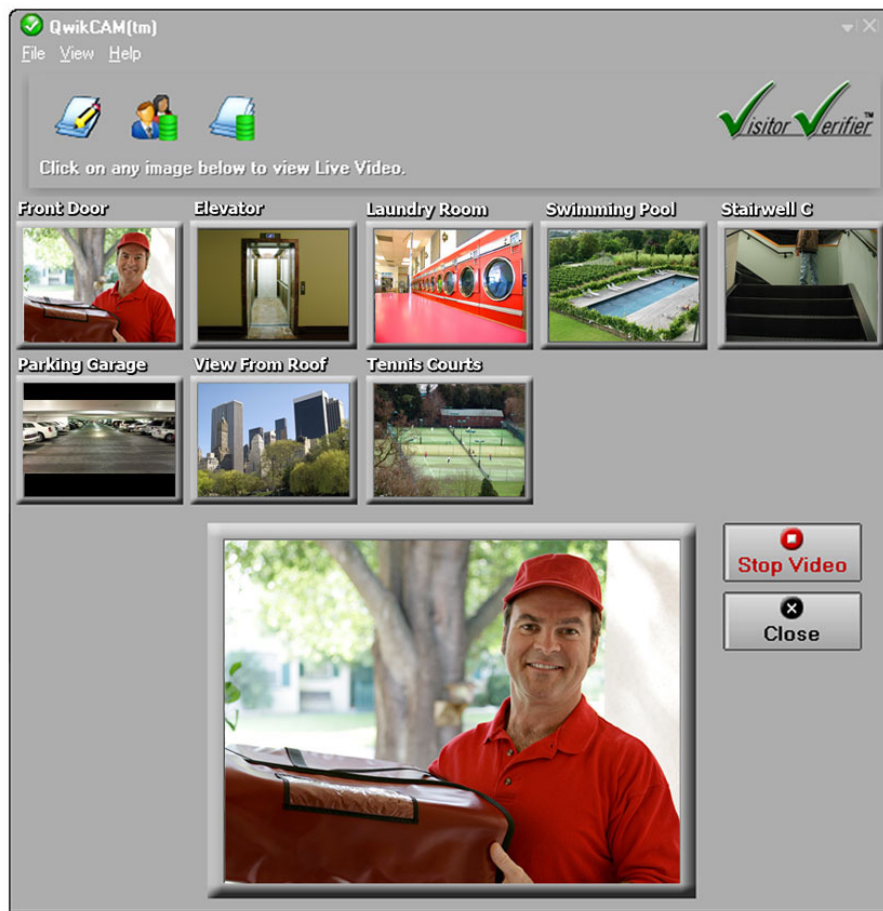 QwikCAM(tm)
File View Help
Visitor Verifier™
Click on any image below to view Live Video.
Front Door Elevator Laundry Room Swimming Pool Stairwell C
Parking Garage View From Roof Tennis Courts
Stop Video
Close